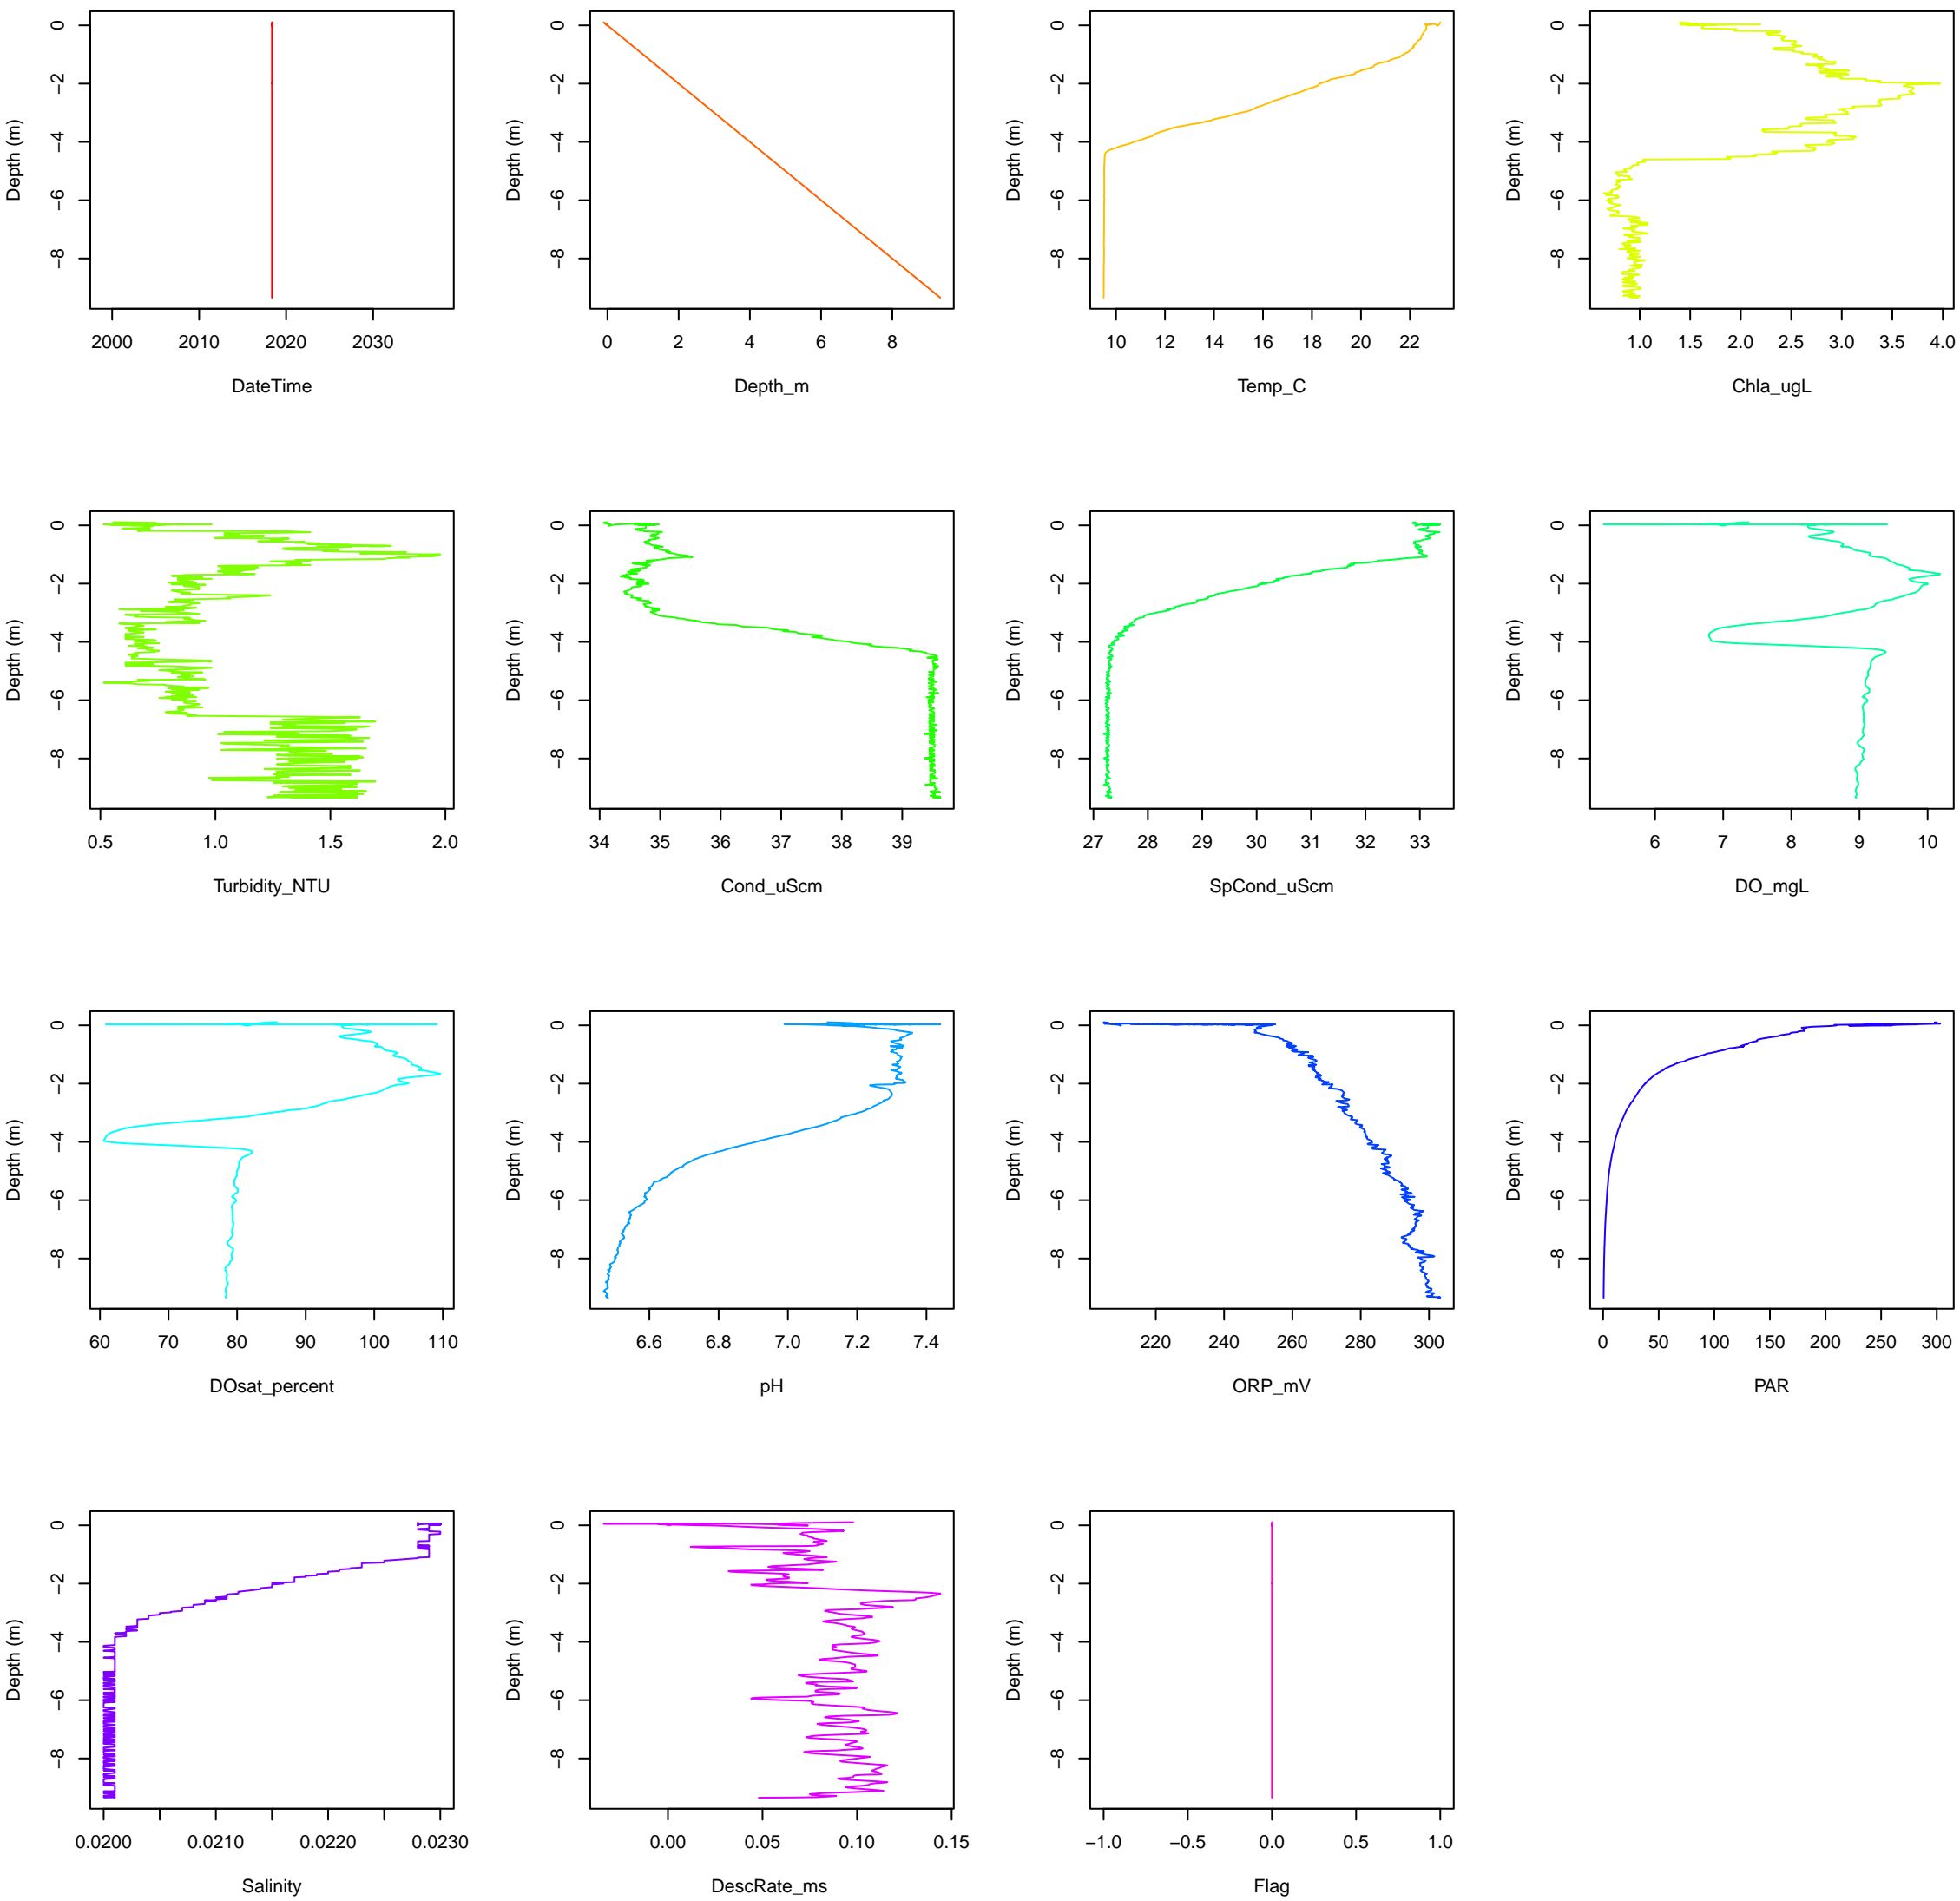 Depth (m)
0
−2
−4
−6
−8
2000 2010 2020 2030
DateTime
Depth (m)
0
−2
−4
−6
−8
0 2 4 6 8
Depth_m
Depth (m)
0
−2
−4
−6
−8
10 12 14 16 18 20 22
Temp_C
Depth (m)
0
−2
−4
−6
−8
1.0 1.5 2.0 2.5 3.0 3.5 4.0
Chla_ugL
Depth (m)
0
−2
−4
−6
−8
0.5 1.0 1.5 2.0
Turbidity_NTU
Depth (m)
0
−2
−4
−6
−8
34 35 36 37 38 39
Cond_uScm
Depth (m)
0
−2
−4
−6
−8
27 28 29 30 31 32 33
SpCond_uScm
Depth (m)
0
−2
−4
−6
−8
6 7 8 9 10
DO_mgL
Depth (m)
0
−2
−4
−6
−8
60 70 80 90 100 110
DOsat_percent
Depth (m)
0
−2
−4
−6
−8
6.6 6.8 7.0 7.2 7.4
pH
Depth (m)
0
−2
−4
−6
−8
220 240 260 280 300
ORP_mV
Depth (m)
0
−2
−4
−6
−8
0 50 100 150 200 250 300
PAR
Depth (m)
0
−2
−4
−6
−8
0.0200 0.0210 0.0220 0.0230
Salinity
Depth (m)
0
−2
−4
−6
−8
0.00 0.05 0.10 0.15
DescRate_ms
Depth (m)
0
−2
−4
−6
−8
−1.0 −0.5 0.0 0.5 1.0
Flag